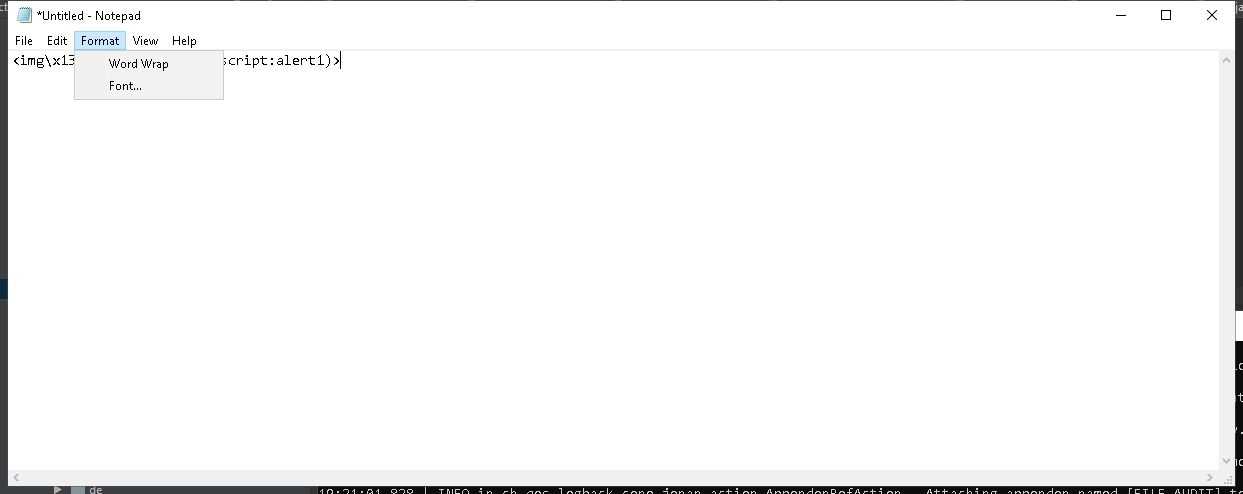 *Untitled - Notepad
File Edit Format View Help
<img\x13 script:alert1)>
Word Wrap
Font...
de
19:21:01,828 | INFO in ch.qos.logback.core.joran.action.AppenderRefAction - Attaching appender named [FILE_AUDIT] t